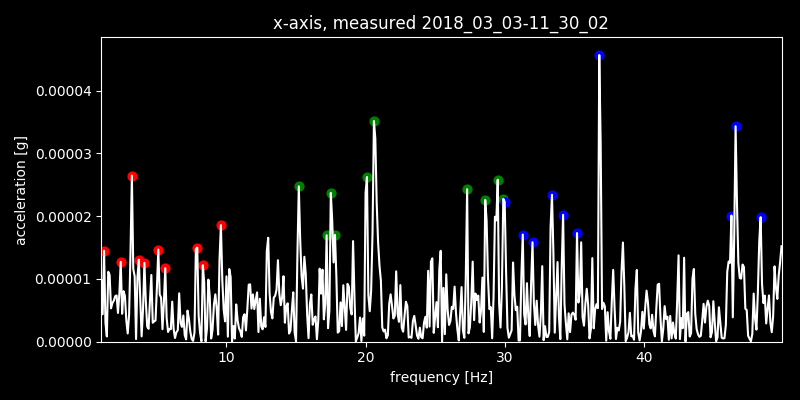 x-axis, measured 2018_03_03-11_30_02
0.00004
0.00003
0.00002
0.00001
0.00000
acceleration [g]
10 20 30 40
frequency [Hz]